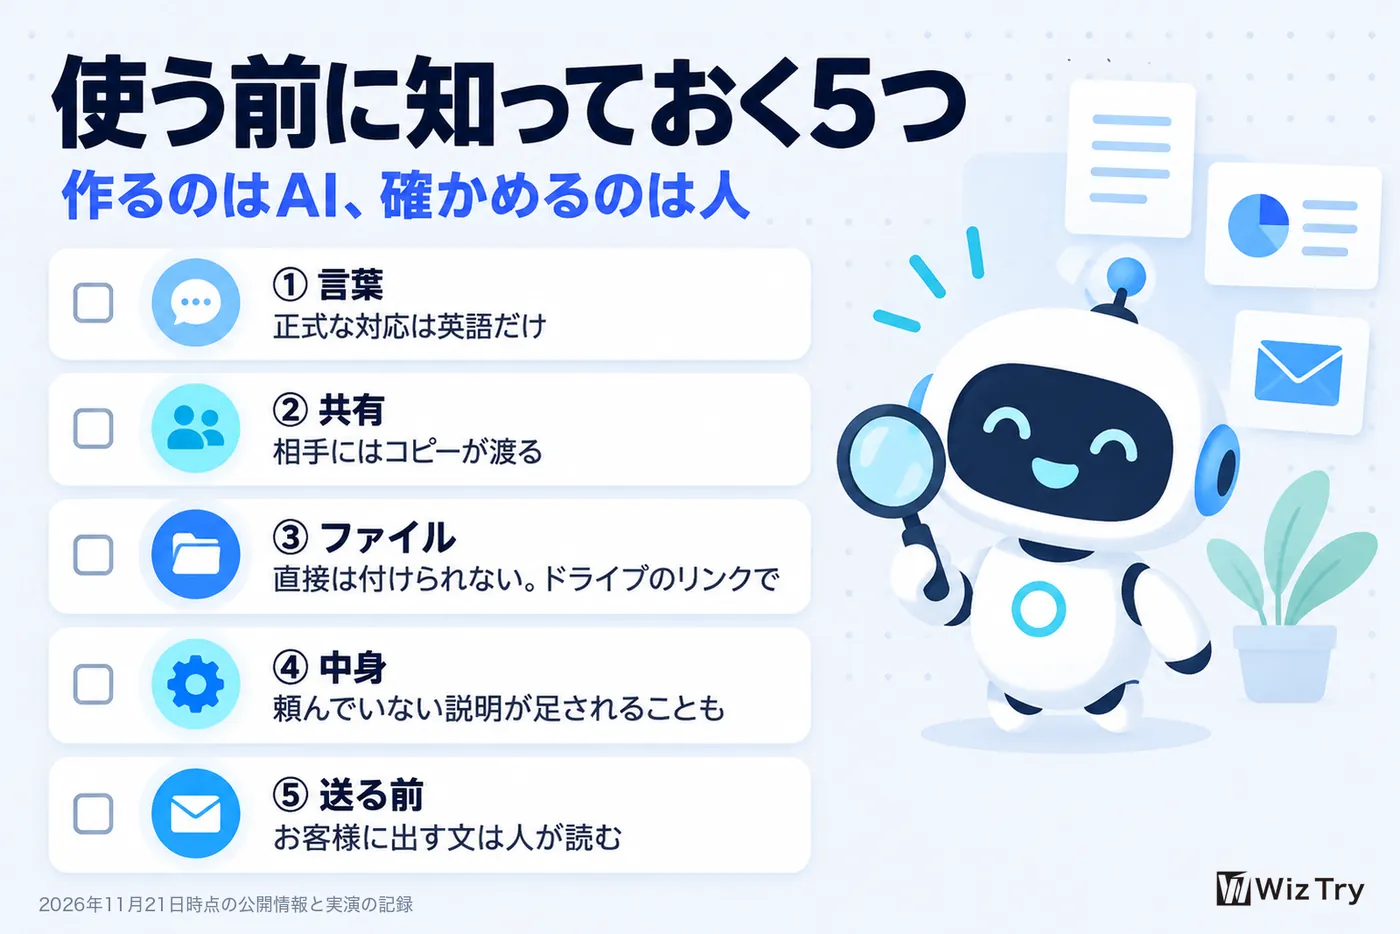 使う前に知っておく5つ
作るのはAI、確かめるのは人
① 言葉
正式な対応は英語だけ
② 共有
相手にはコピーが渡る
③ ファイル
直接は付けられない。ドライブのリンクで
④ 中身
頼んでいない説明が足されることも
⑤ 送る前
お客様に出す文は人が読む
2026年11月21日時点の公開情報と実演の記録
Wiz Try